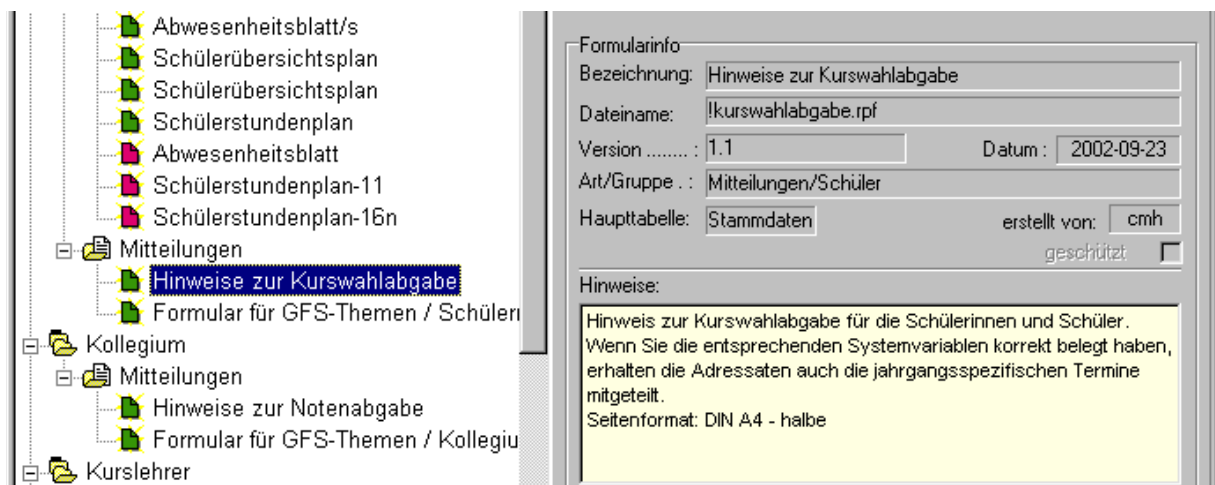 Abwesenheitsblatt/s
Schülerübersichtsplan
Schülerübersichtsplan
Schülerstundenplan
Abwesenheitsblatt
Schülerstundenplan-11
Schülerstundenplan-16n
Mitteilungen
Hinweise zur Kurswahlabgabe
Formular für GFS-Themen / Schüler
Kollegium
Mitteilungen
Hinweise zur Notenabgabe
Formular für GFS-Themen / Kollegiu
Kurslehrer
Formularinfo
Bezeichnung: Hinweise zur Kurswahlabgabe
Dateiname: !kurswahlabgabe.rpf
Version ........ : 1.1 Datum : 2002-09-23
Art/Gruppe . : Mitteilungen/Schüler
Haupttabelle: Stammdaten erstellt von: cmh
geschützt
Hinweise:
Hinweis zur Kurswahlabgabe für die Schülerinnen und Schüler.
Wenn Sie die entsprechenden Systemvariablen korrekt belegt haben,
erhalten die Adressaten auch die jahrgangsspezifischen Termine
mitgeteilt.
Seitenformat: DIN A4 - halbe